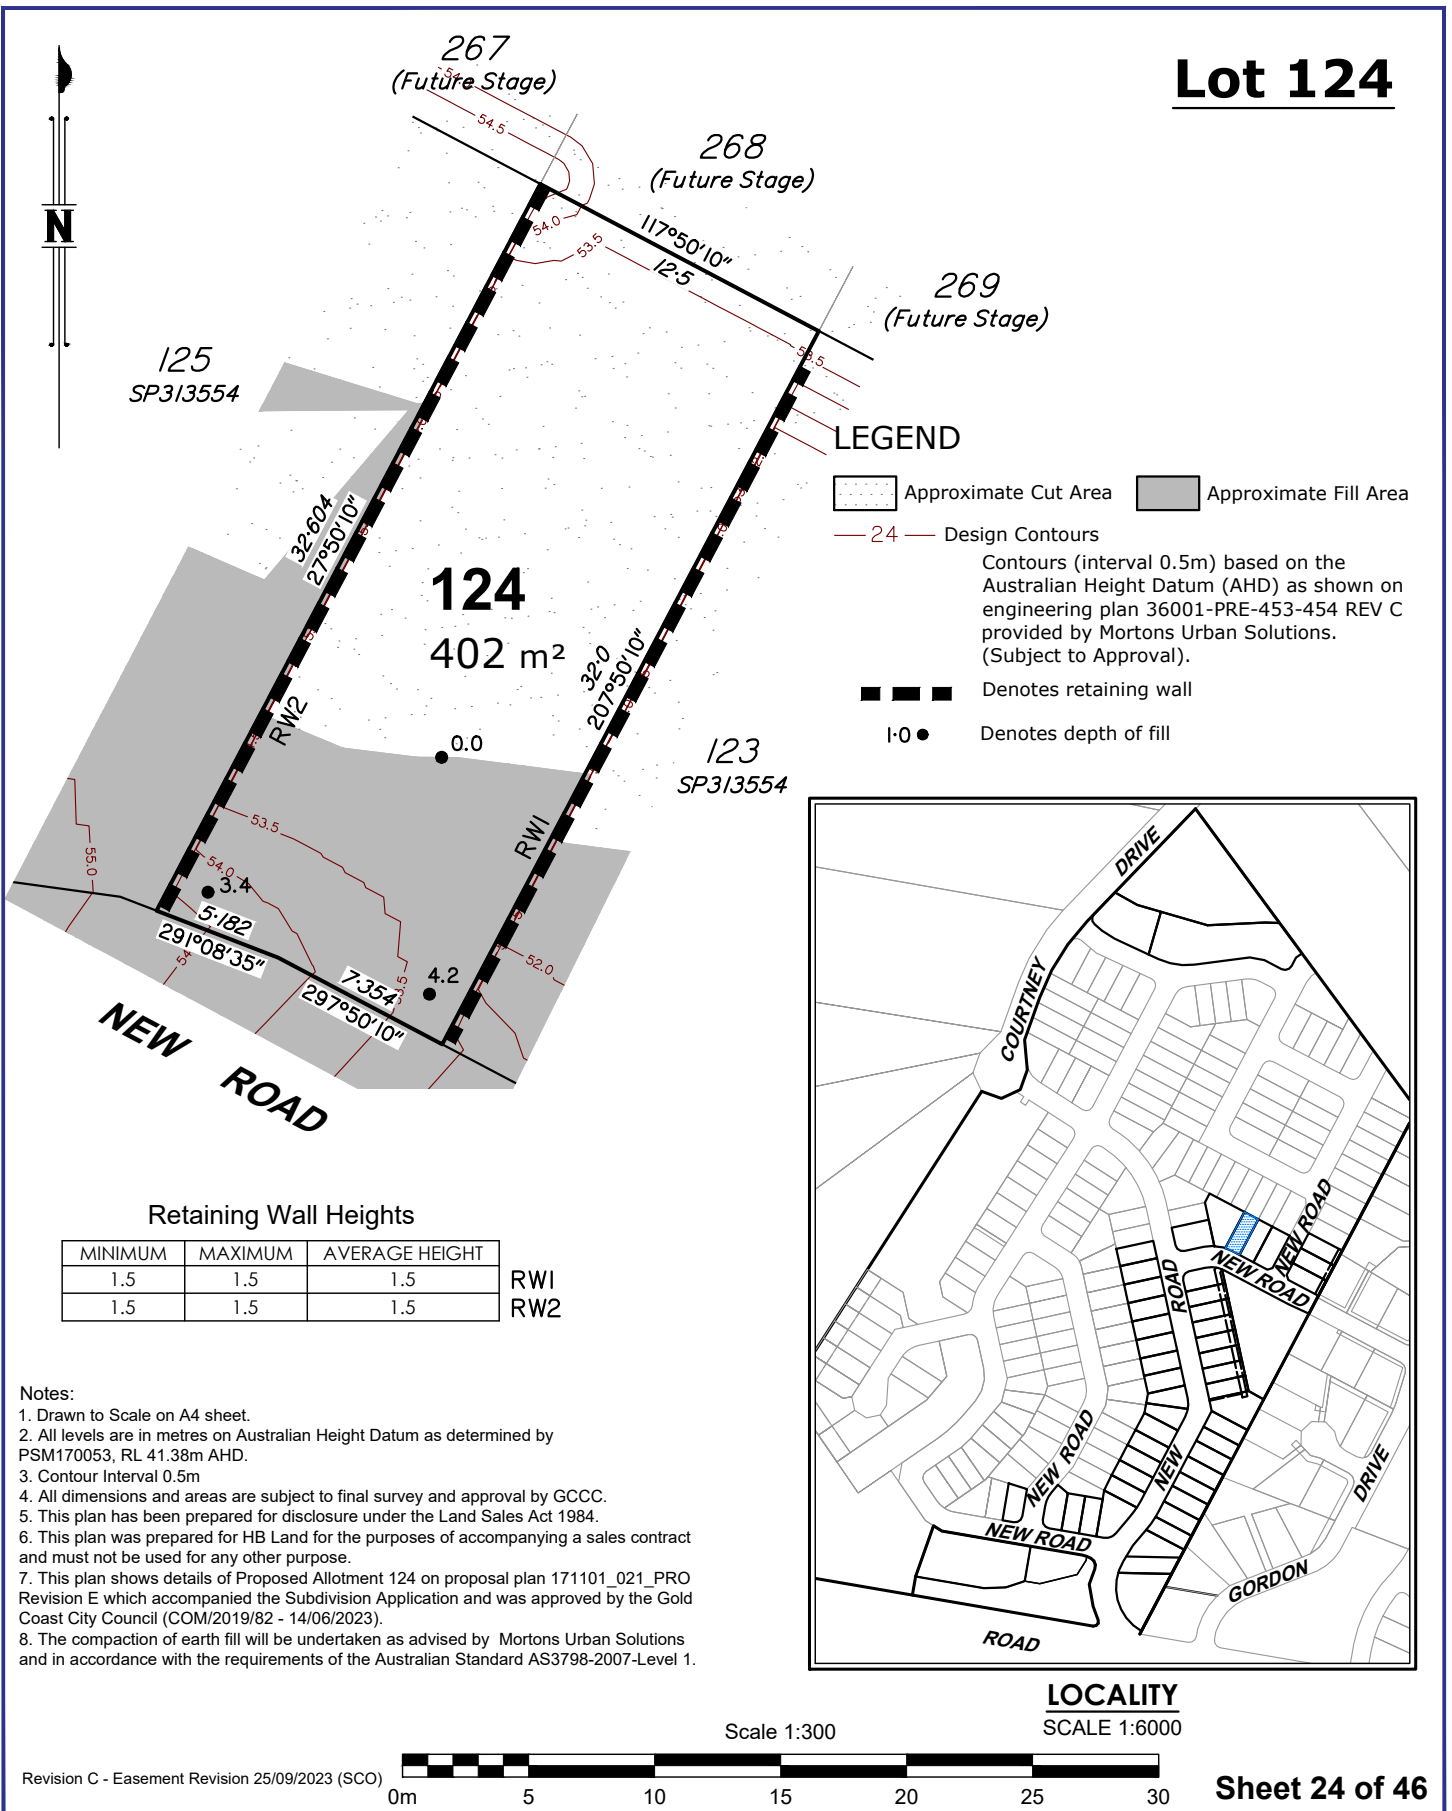 Lot 124
267
(Future Stage)
54.5
268
(Future Stage)
N
54.0
53.5
117°50'10"
12·5
269
(Future Stage)
53.5
125
SP313554
LEGEND
Approximate Cut Area
Approximate Fill Area
24
Design Contours
Contours (interval 0.5m) based on the
Australian Height Datum (AHD) as shown on
engineering plan 36001-PRE-453-454 REV C
provided by Mortons Urban Solutions.
(Subject to Approval).
Denotes retaining wall
1·0
Denotes depth of fill
32·604
27°50'10"
124
402 m²
32·0
207°50'10"
RW2
0.0
123
SP313554
RW1
53.5
55.0
54.0
3.4
5·182
291°08'35"
52.0
4.2
7·354
297°50'10"
NEW ROAD
Retaining Wall Heights
MINIMUM MAXIMUM AVERAGE HEIGHT
1.5 1.5 1.5 RW1
1.5 1.5 1.5 RW2
Notes:
1. Drawn to Scale on A4 sheet.
2. All levels are in metres on Australian Height Datum as determined by
PSM170053, RL 41.38m AHD.
3. Contour Interval 0.5m
4. All dimensions and areas are subject to final survey and approval by GCCC.
5. This plan has been prepared for disclosure under the Land Sales Act 1984.
6. This plan was prepared for HB Land for the purposes of accompanying a sales contract
and must not be used for any other purpose.
7. This plan shows details of Proposed Allotment 124 on proposal plan 171101_021_PRO
Revision E which accompanied the Subdivision Application and was approved by the Gold
Coast City Council (COM/2019/82 - 14/06/2023).
8. The compaction of earth fill will be undertaken as advised by Mortons Urban Solutions
and in accordance with the requirements of the Australian Standard AS3798-2007-Level 1.
DRIVE
COURTNEY
NEW ROAD
NEW ROAD
ROAD
NEW
NEW ROAD
NEW ROAD
DRIVE
GORDON
ROAD
LOCALITY
SCALE 1:6000
Scale 1:300
0m 5 10 15 20 25 30
Revision C - Easement Revision 25/09/2023 (SCO)
Sheet 24 of 46